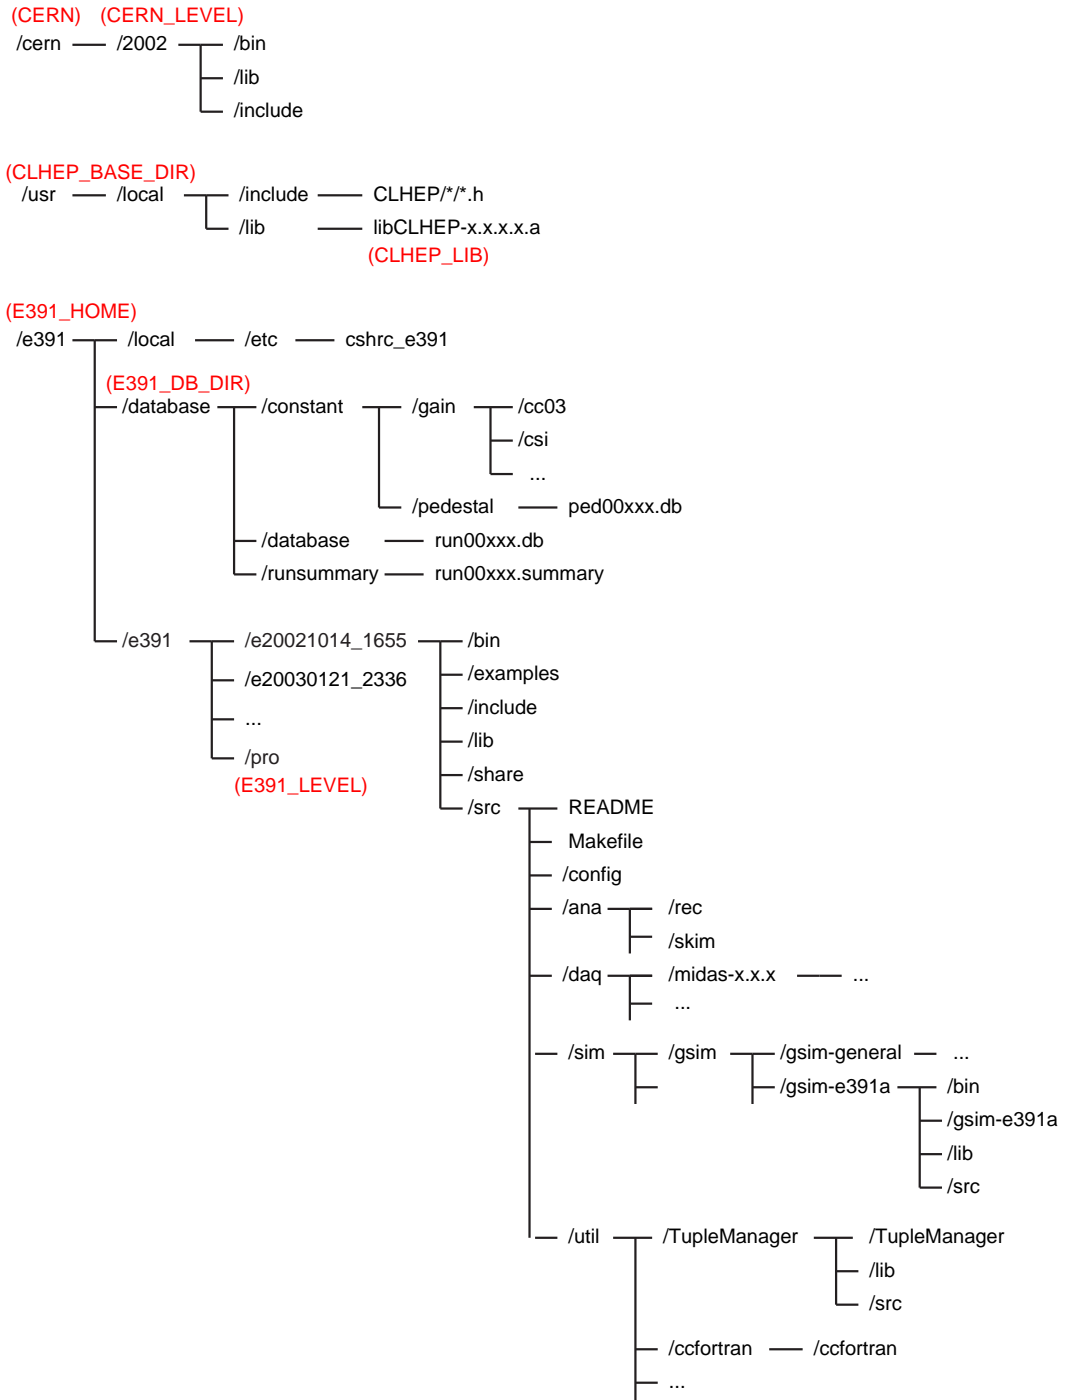 (CERN) (CERN_LEVEL)
/cern /2002 /bin
/lib
/include
(CLHEP_BASE_DIR)
/usr /local /include CLHEP/*/*.h
/lib libCLHEP-x.x.x.x.a
(CLHEP_LIB)
(E391_HOME)
/e391 /local /etc cshrc_e391
(E391_DB_DIR)
/database /constant /gain /cc03
/csi
...
/pedestal ped00xxx.db
/database run00xxx.db
/runsummary run00xxx.summary
/e391 /e20021014_1655 /bin
/e20030121_2336 /examples
/include
... /lib
/pro /share
(E391_LEVEL)
/src README
Makefile
/config
/ana /rec
/skim
/daq /midas-x.x.x ...
...
/sim /gsim /gsim-general ...
/gsim-e391a /bin
/gsim-e391a
/lib
/src
/util /TupleManager /TupleManager
/lib
/src
/ccfortran /ccfortran
...